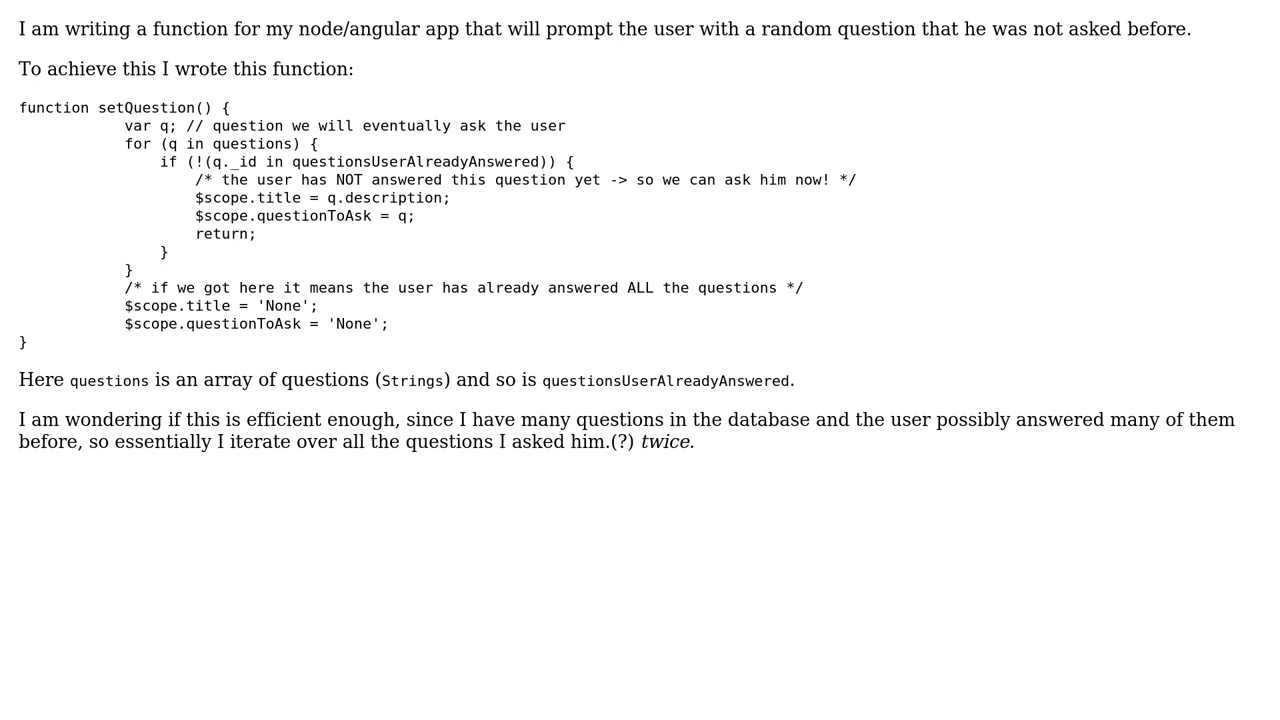 I am writing a function for my node/angular app that will prompt the user with a random question that he was not asked before.
To achieve this I wrote this function:
function setQuestion() {
            var q; // question we will eventually ask the user
            for (q in questions) {
                if (!(q._id in questionsUserAlreadyAnswered)) {
                    /* the user has NOT answered this question yet -> so we can ask him now! */
                    $scope.title = q.description;
                    $scope.questionToAsk = q;
                    return;
                }
            }
            /* if we got here it means the user has already answered ALL the questions */
            $scope.title = 'None';
            $scope.questionToAsk = 'None';
}
Here questions is an array of questions (Strings) and so is questionsUserAlreadyAnswered.
I am wondering if this is efficient enough, since I have many questions in the database and the user possibly answered many of them
before, so essentially I iterate over all the questions I asked him.(?) twice.